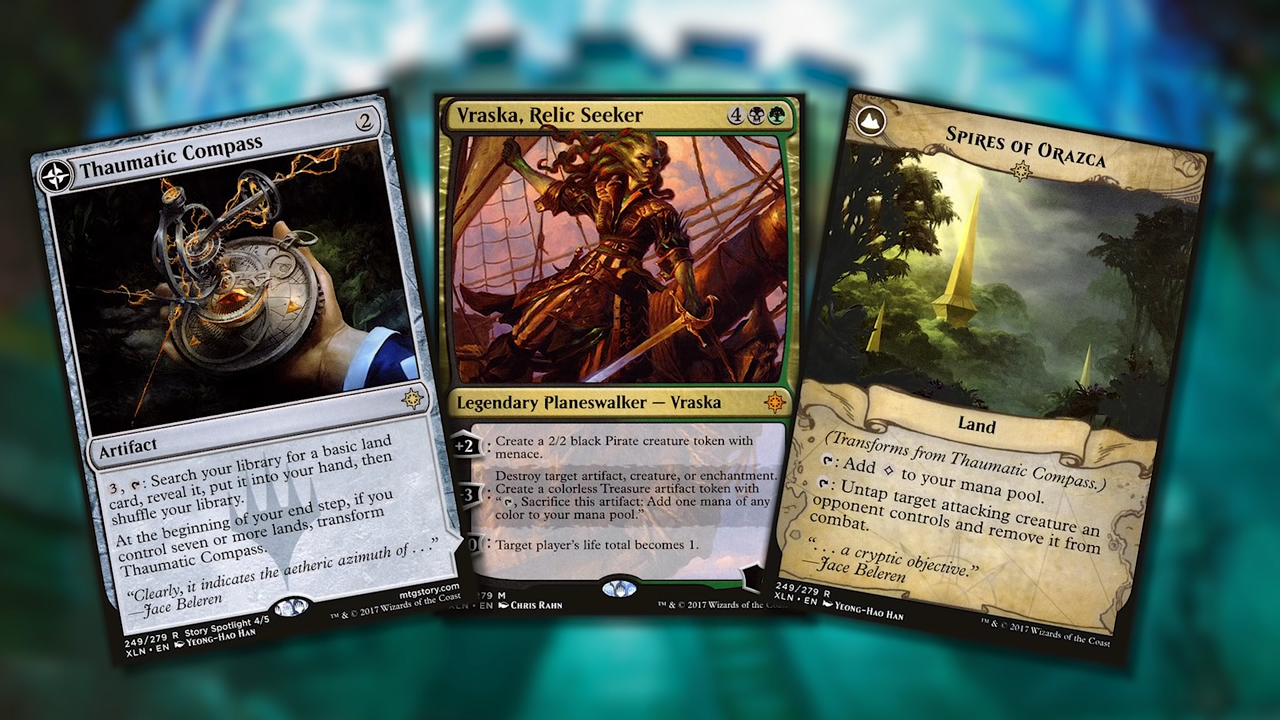 Thaumatic Compass
2
Artifact
3, : Search your library for a basic land
card, reveal it, put it into your hand, then
shuffle your library.
At the beginning of your end step, if you
control seven or more lands, transform
Thaumatic Compass.
“Clearly, it indicates the aetheric azimuth of . . .”
—Jace Beleren
mtgstory.com
249/279 R Story Spotlight 4/5
XLN • EN Yeong-Hao Han
™ & © 2017 Wizards of the Coast
Vraska, Relic Seeker
4
Legendary Planeswalker — Vraska
+2 : Create a 2/2 black Pirate creature token with
menace.
-3 : Destroy target artifact, creature, or enchantment.
Create a colorless Treasure artifact token with
“, Sacrifice this artifact: Add one mana of any
color to your mana pool.”
: Target player’s life total becomes 1.
279 M
XLN • EN Chris Rahn
™ & © 2017 Wizards of the
Spires of Orazca
Land
(Transforms from Thaumatic Compass.)
: Add to your mana pool.
: Untap target attacking creature an
opponent controls and remove it from
combat.
“. . . a cryptic objective.”
—Jace Beleren
249/279 R
XLN • EN Yeong-Hao Han
™ & © 2017 Wizards of the Coast